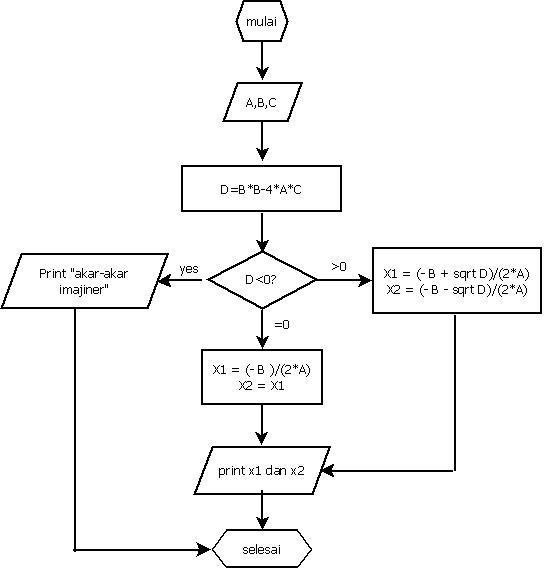 mulai
A,B,C
D=B*B-4*A*C
yes
D<0?
>0
Print "akar-akar
imajiner"
X1 = (-B + sqrt D)/(2*A)
X2 = (-B - sqrt D)/(2*A)
=0
X1 = (-B )/(2*A)
X2 = X1
print x1 dan x2
selesai